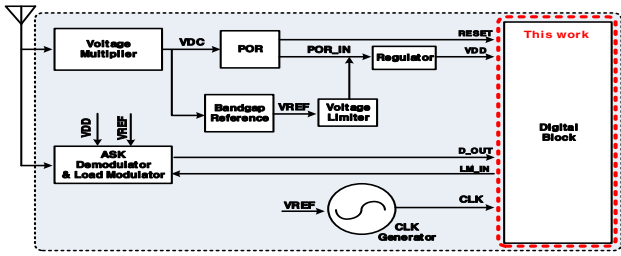 Voltage
Multiplier
VDC
POR
RESET
POR_IN
Regulator
VDD
This work
Digital
Block
Bandgap
Reference
VREF
Voltage
Limiter
VDD
VREF
ASK
Demodulator
& Load Modulator
D_OUT
LM_IN
VREF
CLK
CLK
Generator